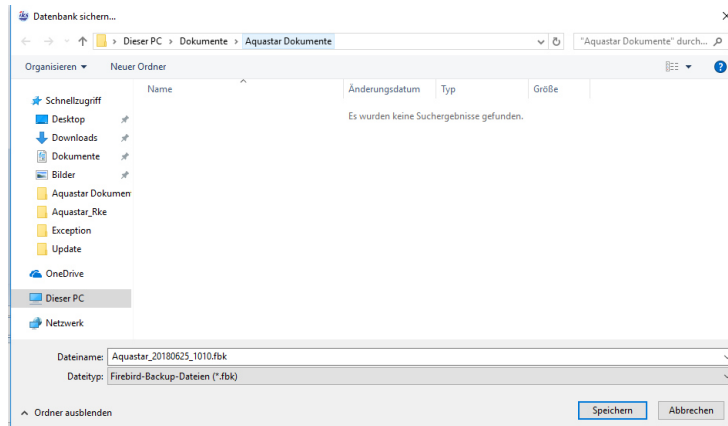 Datenbank sichern...
Dieser PC > Dokumente > Aquastar Dokumente
"Aquastar Dokumente" durch...
Organisieren
Neuer Ordner
Name
Änderungsdatum
Typ
Größe
Es wurden keine Suchergebnisse gefunden.
Schnellzugriff
Desktop
Downloads
Dokumente
Bilder
Aquastar Dokumen
Aquastar_Rke
Exception
Update
OneDrive
Dieser PC
Netzwerk
Dateiname: Aquastar_20180625_1010.fbk
Dateityp: Firebird-Backup-Dateien (*.fbk)
Ordner ausblenden
Speichern
Abbrechen